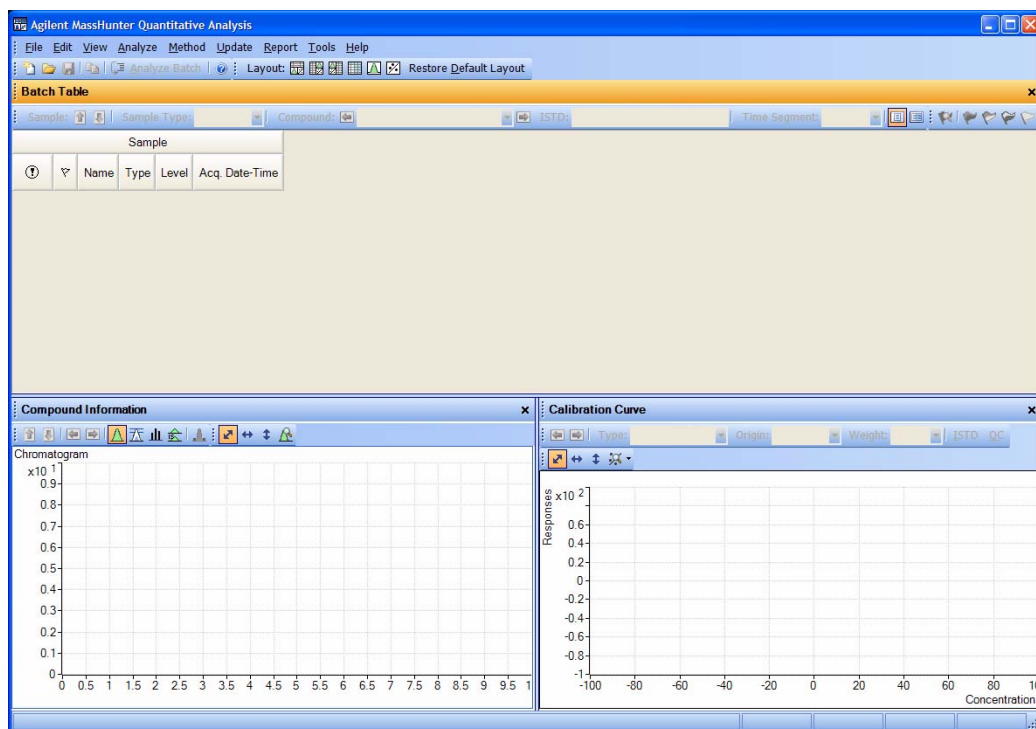 Agilent MassHunter Quantitative Analysis
File Edit View Analyze Method Update Report Tools Help
Analyze Batch Layout: Restore Default Layout
Batch Table
Sample: Sample Type: Compound: ISTD: Time Segment:
Sample
Name Type Level Acq. Date-Time
Compound Information
Chromatogram
x10 1
0.9
0.8
0.7
0.6
0.5
0.4
0.3
0.2
0.1
0
0 0.5 1 1.5 2 2.5 3 3.5 4 4.5 5 5.5 6 6.5 7 7.5 8 8.5 9 9.5 1
Calibration Curve
Type: Origin: Weight: ISTD QC
Responses
x10 2
0.6
0.4
0.2
0
-0.2
-0.4
-0.6
-0.8
-1
-100 -80 -60 -40 -20 0 20 40 60 80 10
Concentration